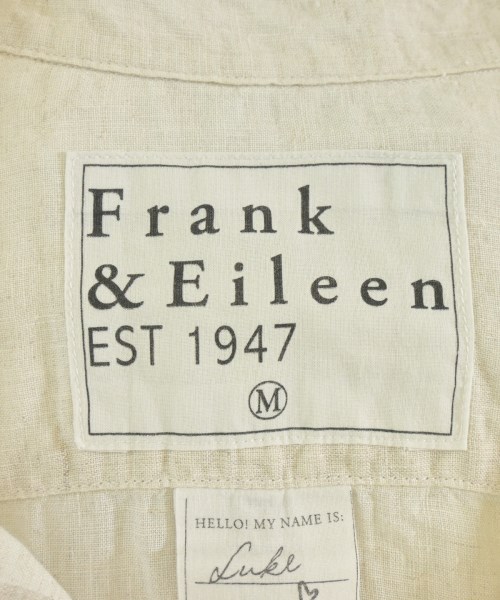 Frank
& Eileen
EST 1947
M
HELLO! MY NAME IS:
Luke